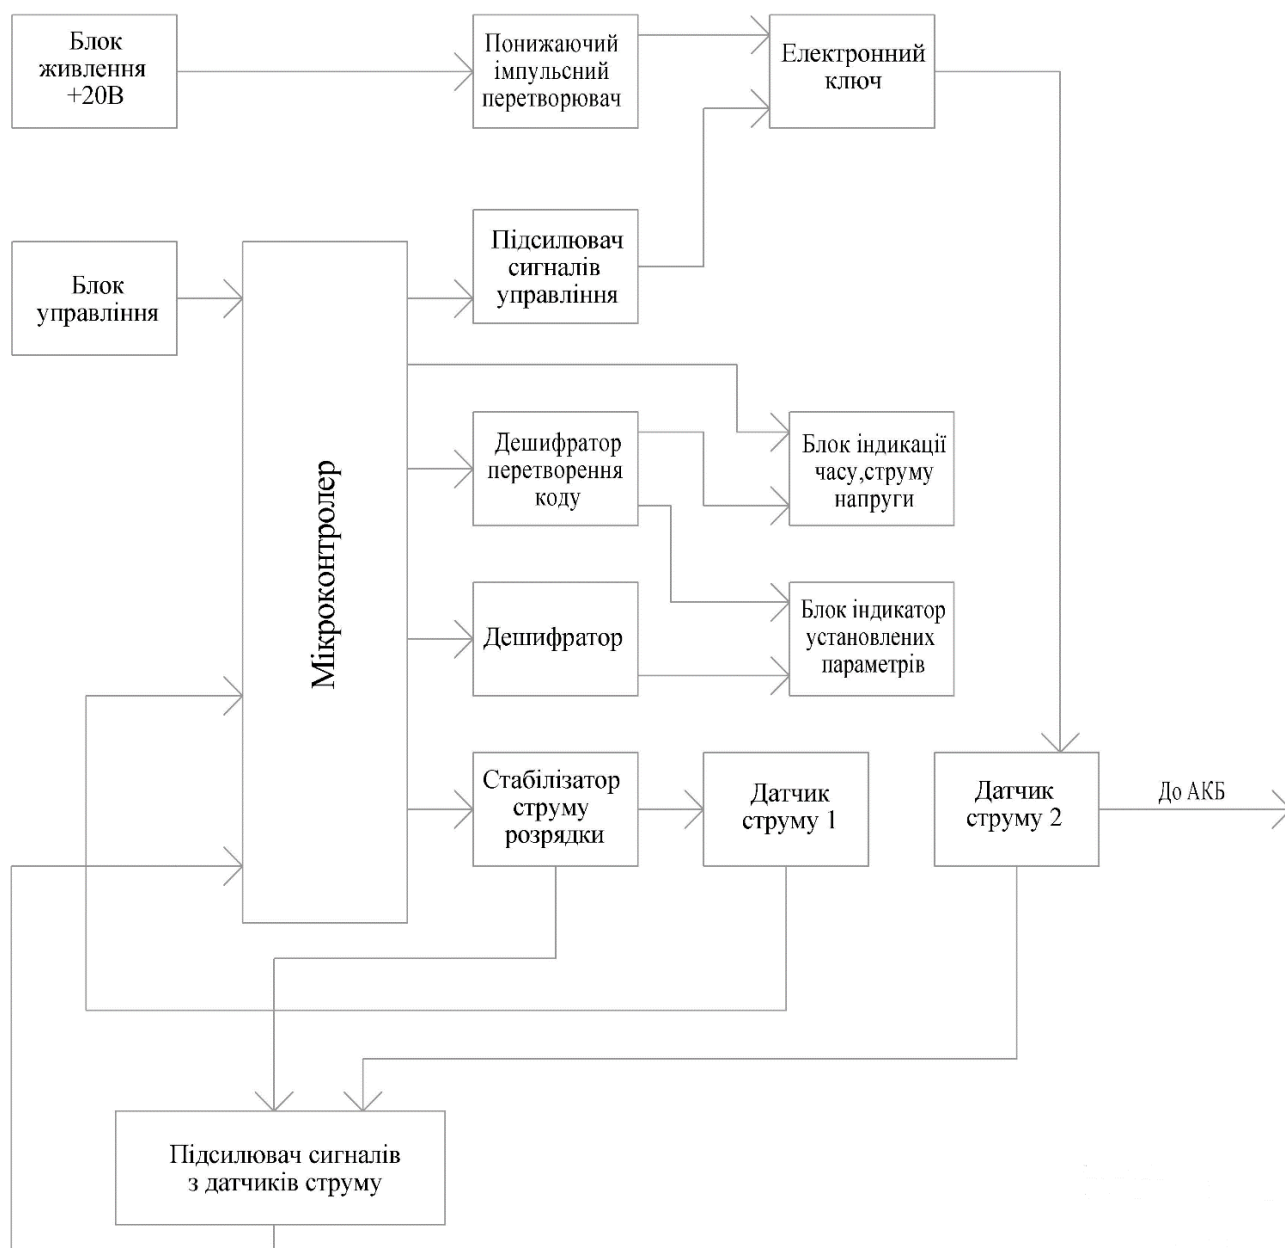 Блок
живлення
+20В
Понижаючий
імпульсний
перетворювач
Електронний
ключ
Блок
управління
Мікроконтролер
Підсилювач
сигналів
управління
Дешифратор
перетворення
коду
Блок індикації
часу,струму
напруги
Дешифратор
Блок індикатор
установлених
параметрів
Стабілізатор
струму
розрядки
Датчик
струму 1
Датчик
струму 2
До АКБ
Підсилювач сигналів
з датчиків струму